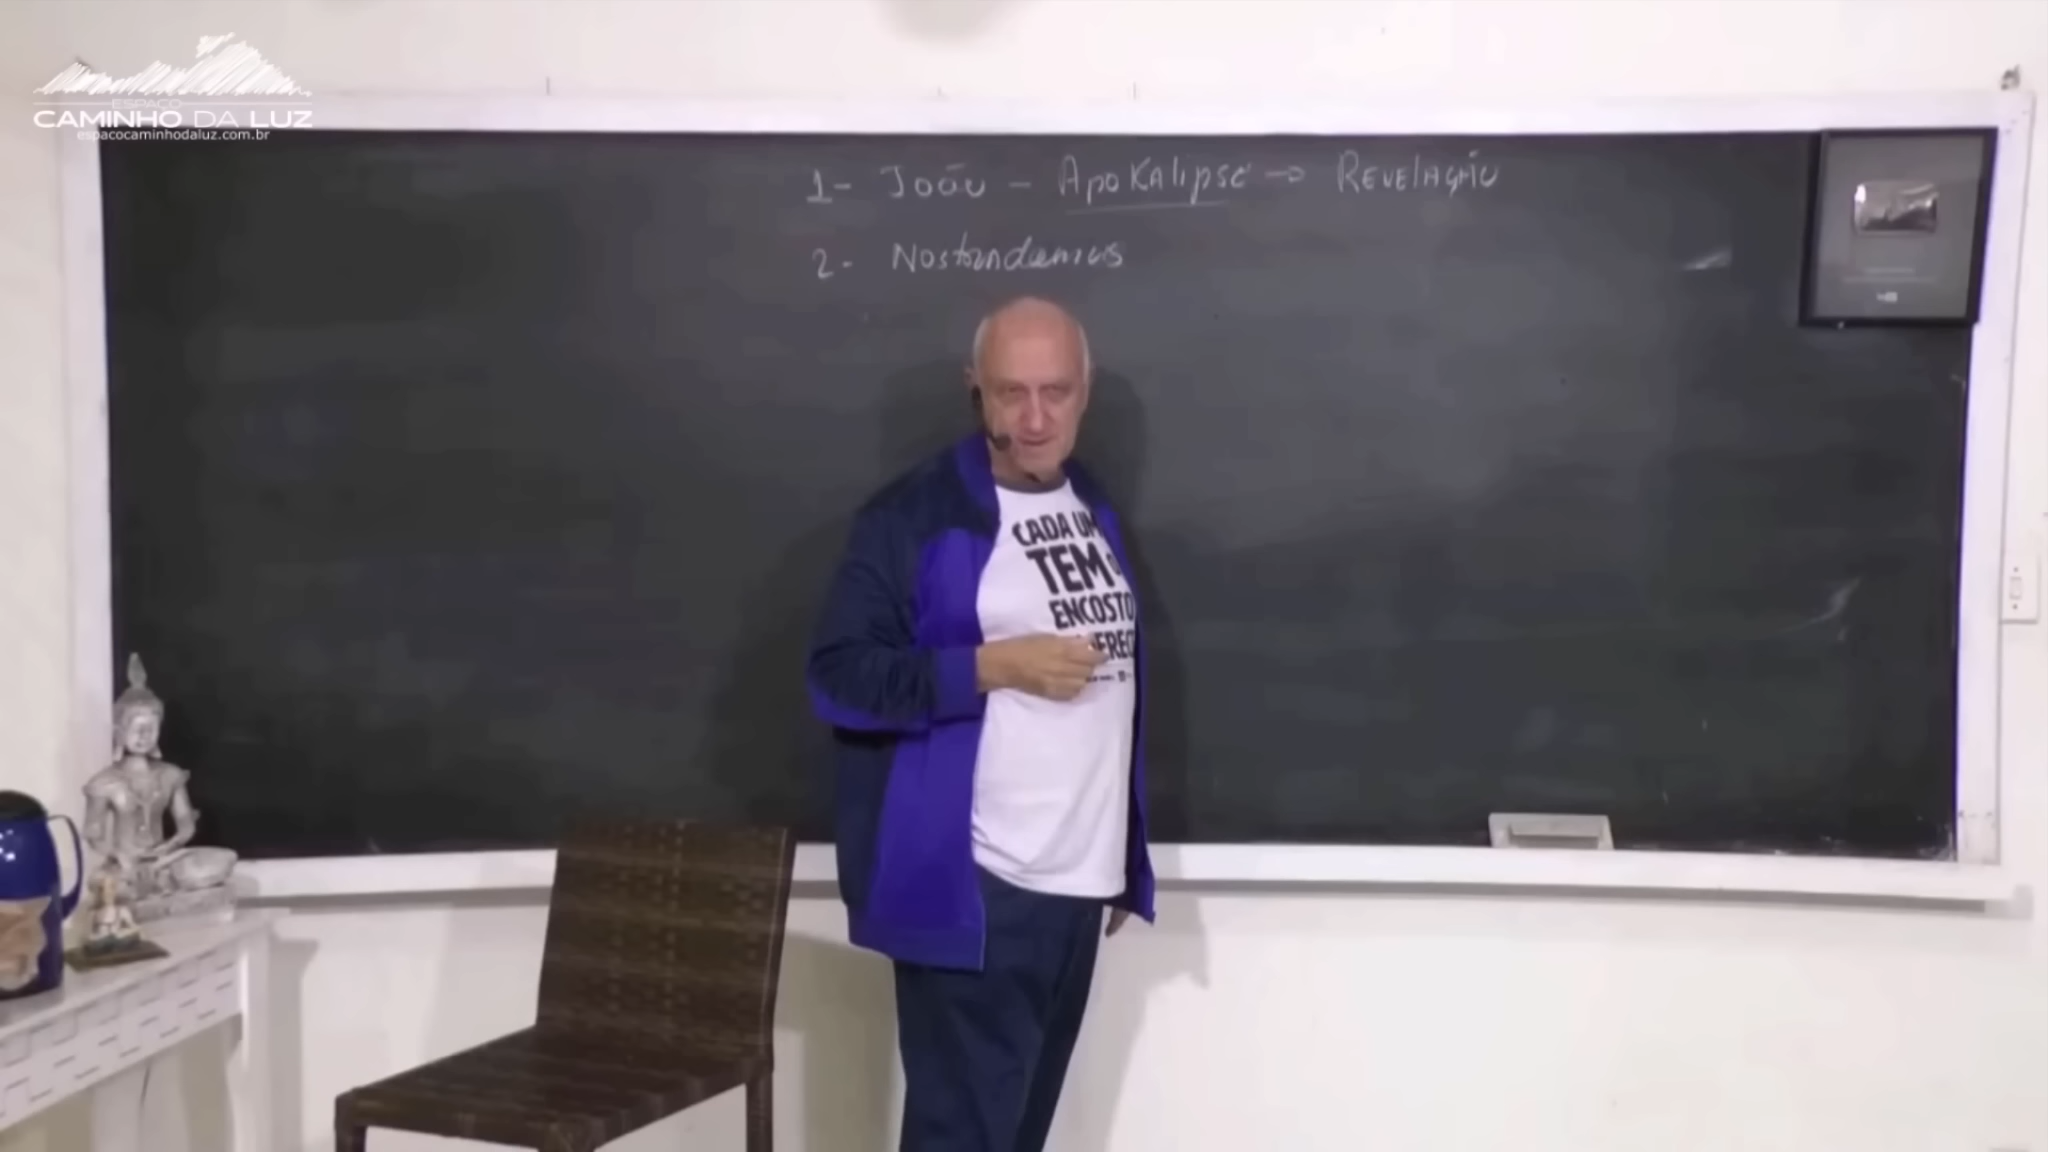 ESPAÇO
CAMINHO DA LUZ
espacocaminhodaluz.com.br
1- João - Apokalipse → Revelação
2- Nostradamus
CADA UM
TEM O
ENCOSTO